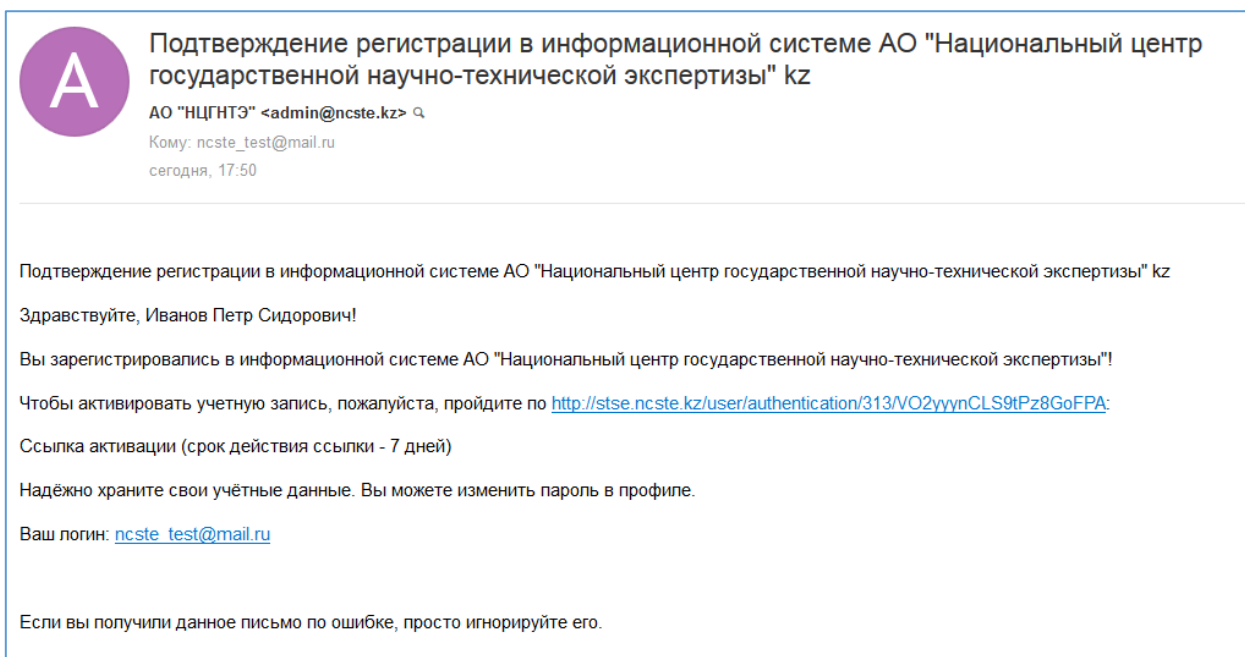 A
Подтверждение регистрации в информационной системе АО "Национальный центр
государственной научно-технической экспертизы" kz
АО "НЦГНТЭ" <admin@ncste.kz>
Кому: ncste_test@mail.ru
сегодня, 17:50
Подтверждение регистрации в информационной системе АО "Национальный центр государственной научно-технической экспертизы" kz
Здравствуйте, Иванов Петр Сидорович!
Вы зарегистрировались в информационной системе АО "Национальный центр государственной научно-технической экспертизы"!
Чтобы активировать учетную запись, пожалуйста, пройдите по http://stse.ncste.kz/user/authentication/313/VO2yyynCLS9tPz8GoFPA:
Ссылка активации (срок действия ссылки - 7 дней)
Надёжно храните свои учётные данные. Вы можете изменить пароль в профиле.
Ваш логин: ncste_test@mail.ru
Если вы получили данное письмо по ошибке, просто игнорируйте его.